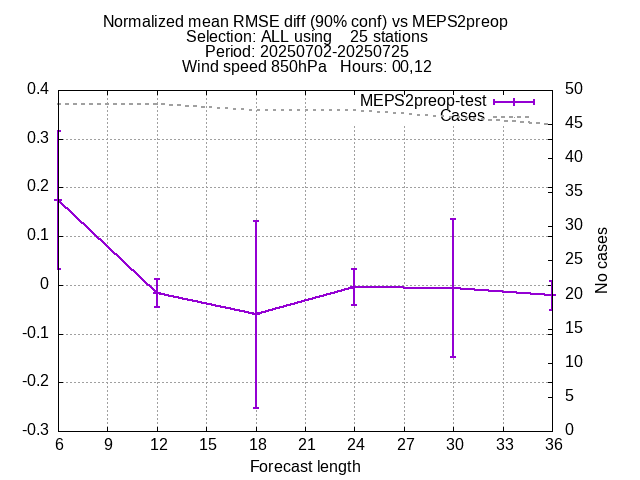 Normalized mean RMSE diff (90% conf) vs MEPS2preop
Selection: ALL using    25 stations
Period: 20250702-20250725
Wind speed 850hPa   Hours: 00,12
MEPS2preop-test
Cases
0.4
0.3
0.2
0.1
0
-0.1
-0.2
-0.3
50
45
40
35
30
25
20
15
10
5
0
No cases
6 9 12 15 18 21 24 27 30 33 36
Forecast length